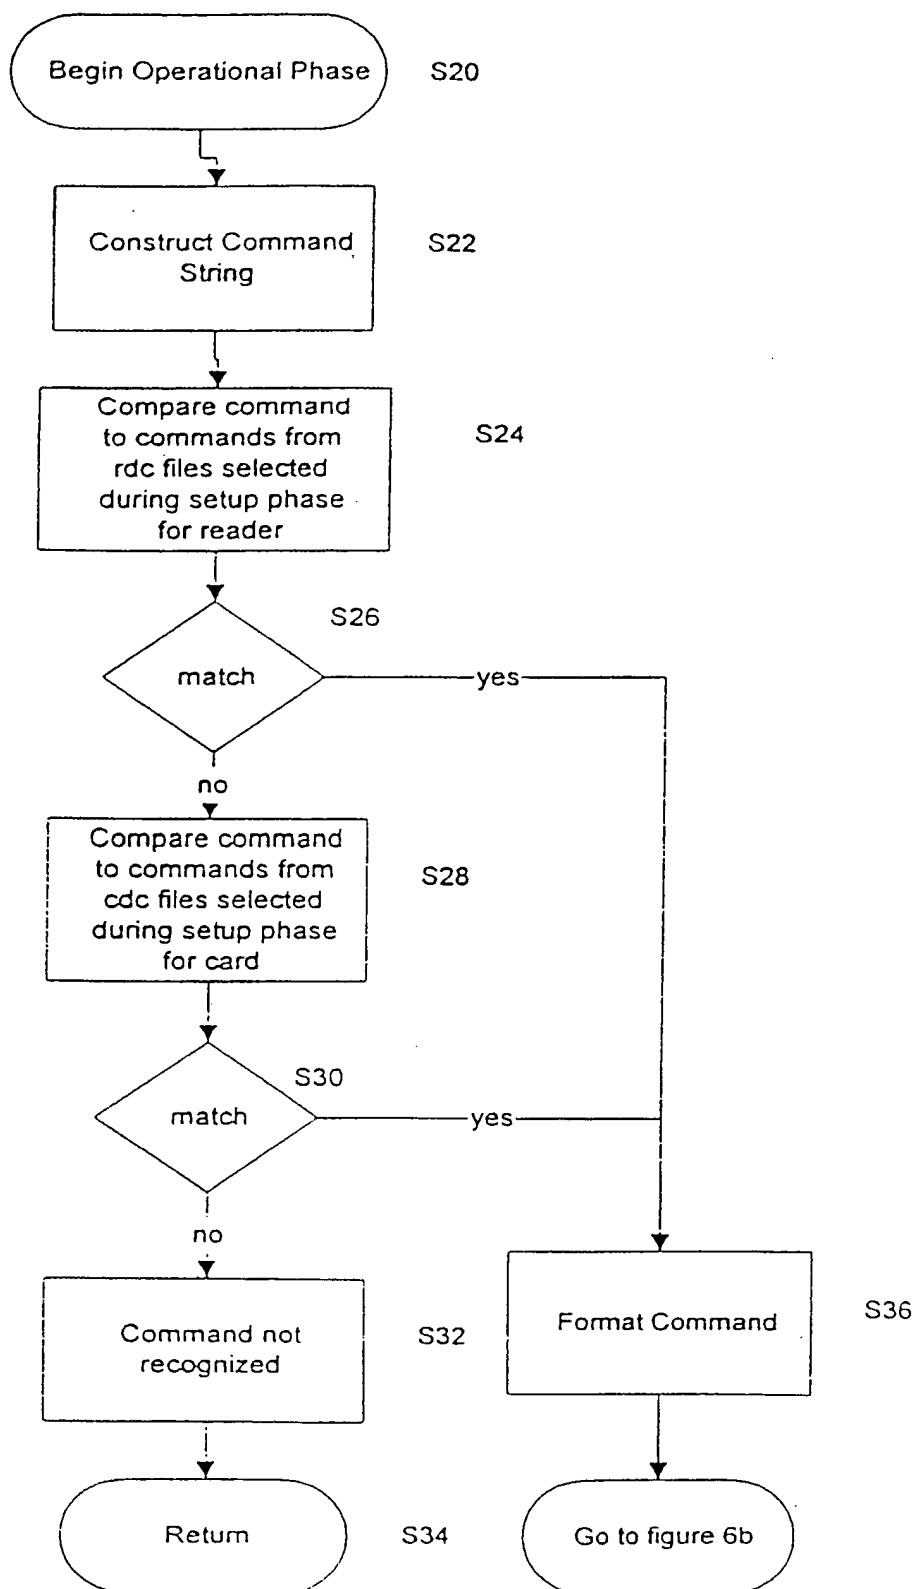 Begin Operational Phase
S20
Construct Command
String
S22
Compare command
to commands from
rdc files selected
during setup phase
for reader
S24
S26
match
yes
no
Compare command
to commands from
cdc files selected
during setup phase
for card
S28
S30
match
yes
no
Command not
recognized
S32
Format Command
S36
Return
S34
Go to figure 6b